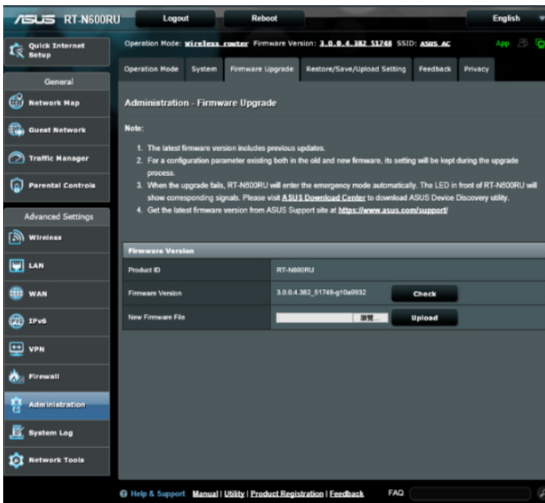 ASUS RT-N600RU Logout Reboot English
Quick Internet
Setup
Operation Mode: Wireless router Firmware Version: 3.0.0.4.382_51748 SSID: ASUS_AC App
Operation Mode System Firmware Upgrade Restore/Save/Upload Setting Feedback Privacy
General
Network Map
Guest Network
Traffic Manager
Parental Controls
Advanced Settings
Wireless
LAN
WAN
IPv6
VPN
Firewall
Administration
System Log
Network Tools
Administration - Firmware Upgrade
Note:
1. The latest firmware version includes previous updates.
2. For a configuration parameter existing both in the old and new firmware, its setting will be kept during the upgrade
process.
3. When the upgrade fails, RT-N600RU will enter the emergency mode automatically. The LED in front of RT-N600RU will
show corresponding signals. Please visit ASUS Download Center to download ASUS Device Discovery utility.
4. Get the latest firmware version from ASUS Support site at https://www.asus.com/support/
Firmware Version
Product ID RT-N600RU
Firmware Version 3.0.0.4.382_51748-g10a6932 Check
New Firmware File 瀏覽... Upload
Help & Support Manual | Utility | Product Registration | Feedback FAQ